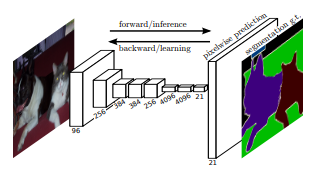 forward/inference
backward/learning
pixelwise prediction
segmentation g.t.
96
256
384
384
256
4096
4096
21
21